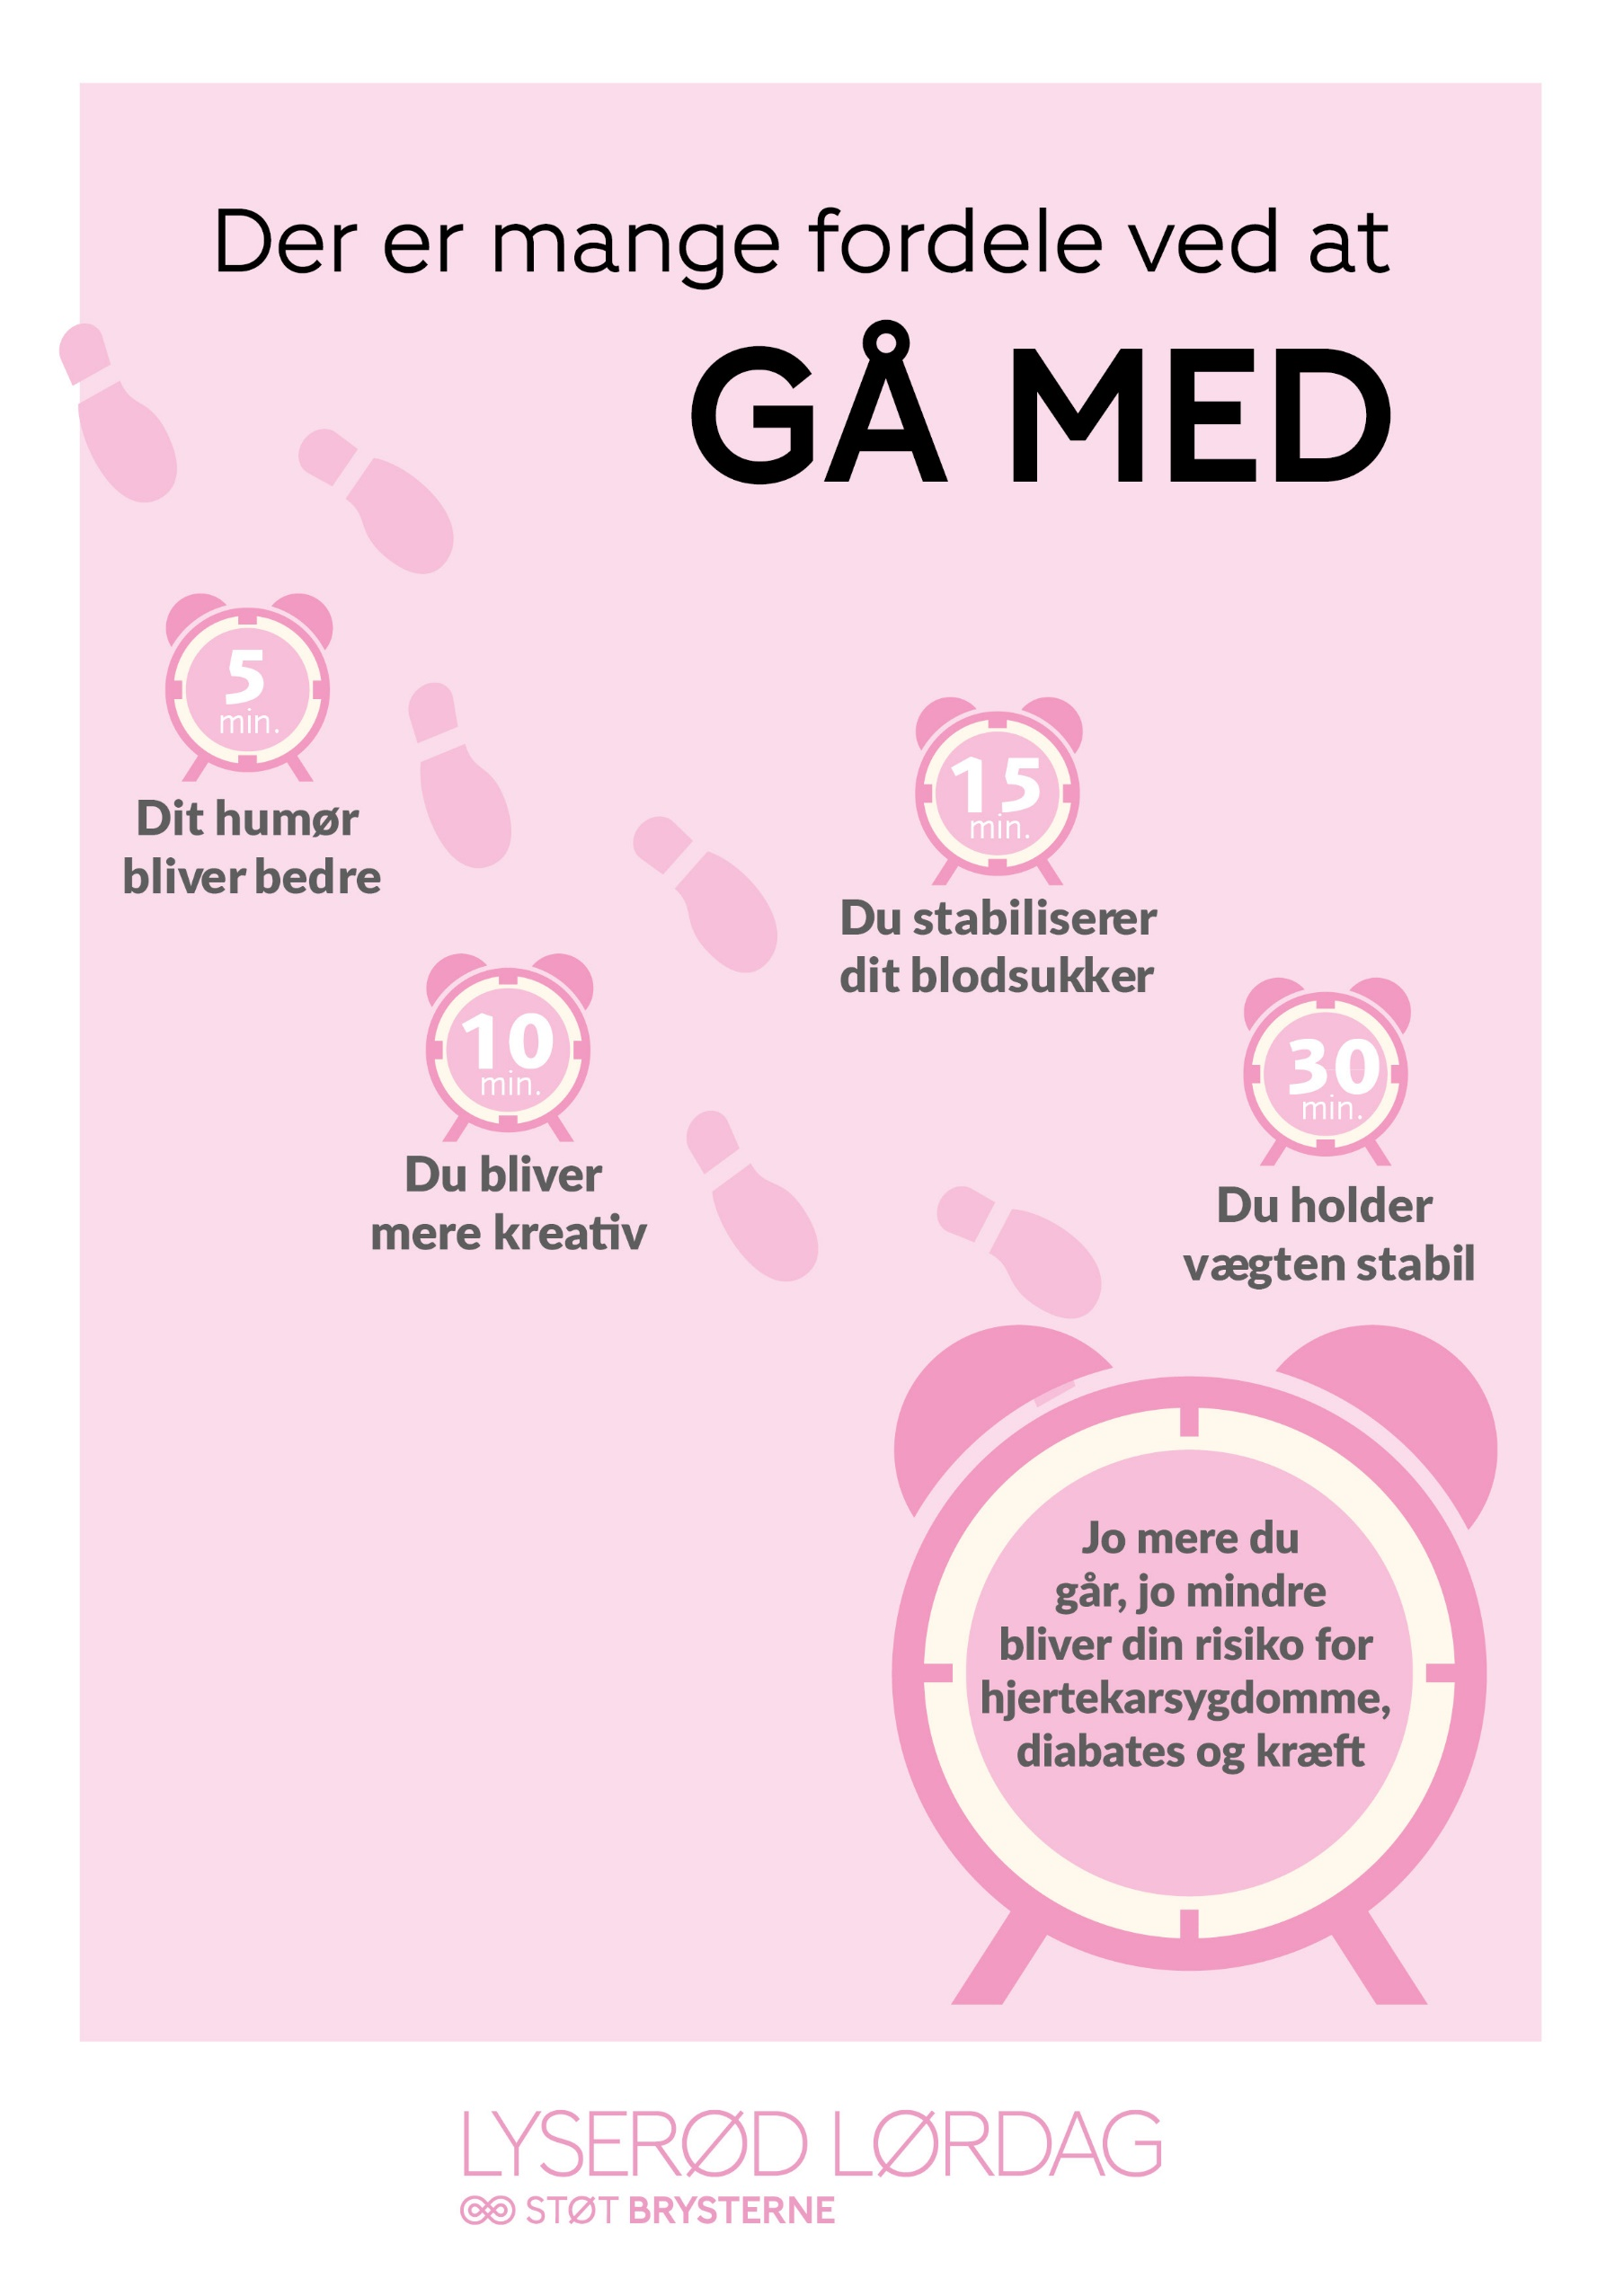 Der er mange fordele ved at
GÅ MED
5
min.
Dit humør
bliver bedre
10
min.
Du bliver
mere kreativ
15
min.
Du stabiliserer
dit blodsukker
30
min.
Du holder
vægten stabil
Jo mere du
går, jo mindre
bliver din risiko for
hjertekarsygdomme,
diabates og kræft
LYSERØD LØRDAG
STØT BRYSTERNE